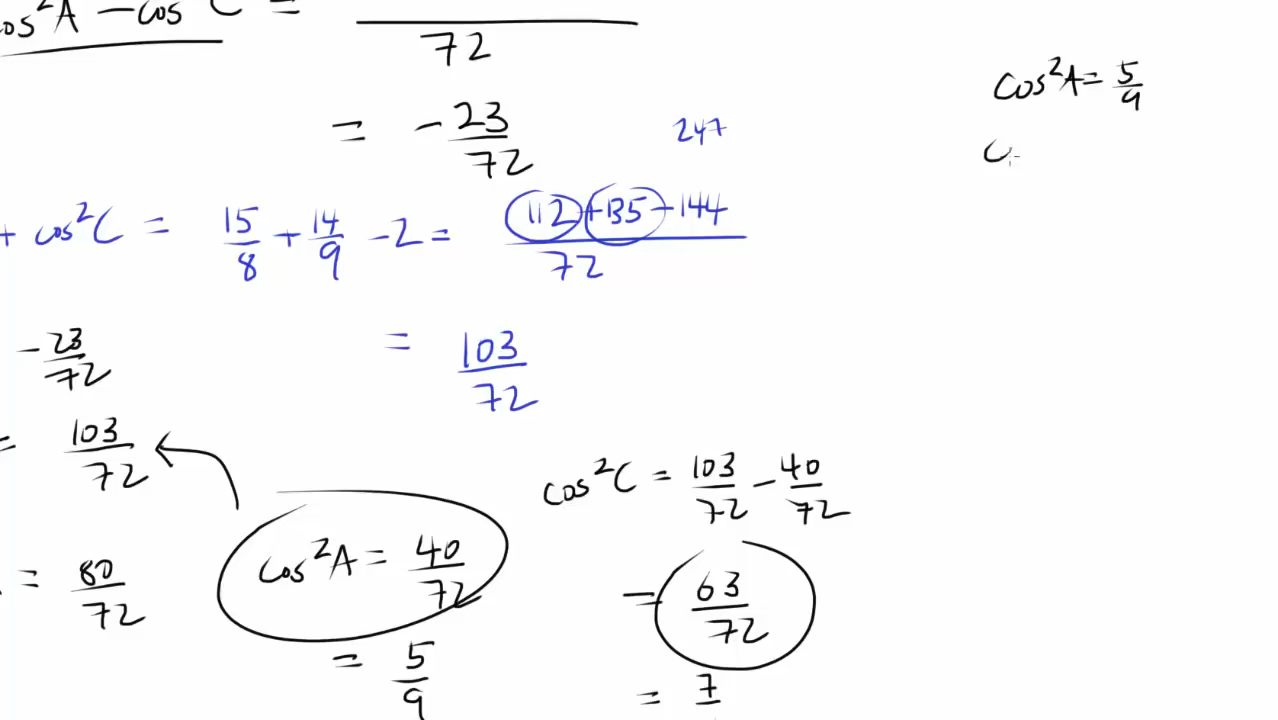 cos²A − cos²C =
72
= − 23/72
cos²A = 5/9
C
247
+ cos²C = 15/8 + 14/9 − 2 = (112 + 135 − 144)/72
− 23/72
= 103/72
= 103/72
cos²C = 103/72 − 40/72
= 80/72
cos²A = 40/72
= 63/72
= 5/9
= 7